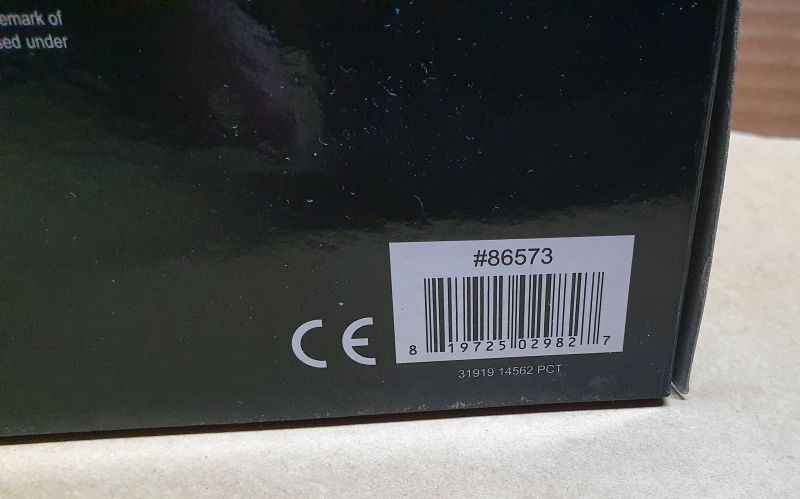 emark of
sed under
#86573
8 19725 02982 7
CE
31919 14562 PCT